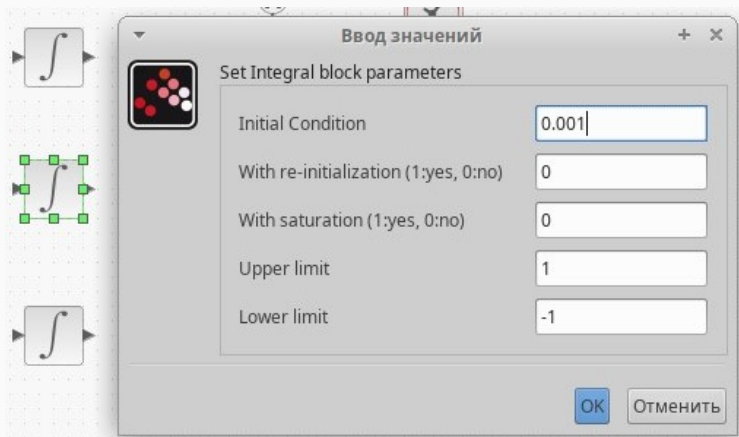 Ввод значений
Set Integral block parameters
Initial Condition 0.001
With re-initialization (1:yes, 0:no) 0
With saturation (1:yes, 0:no) 0
Upper limit 1
Lower limit -1
OK Отменить